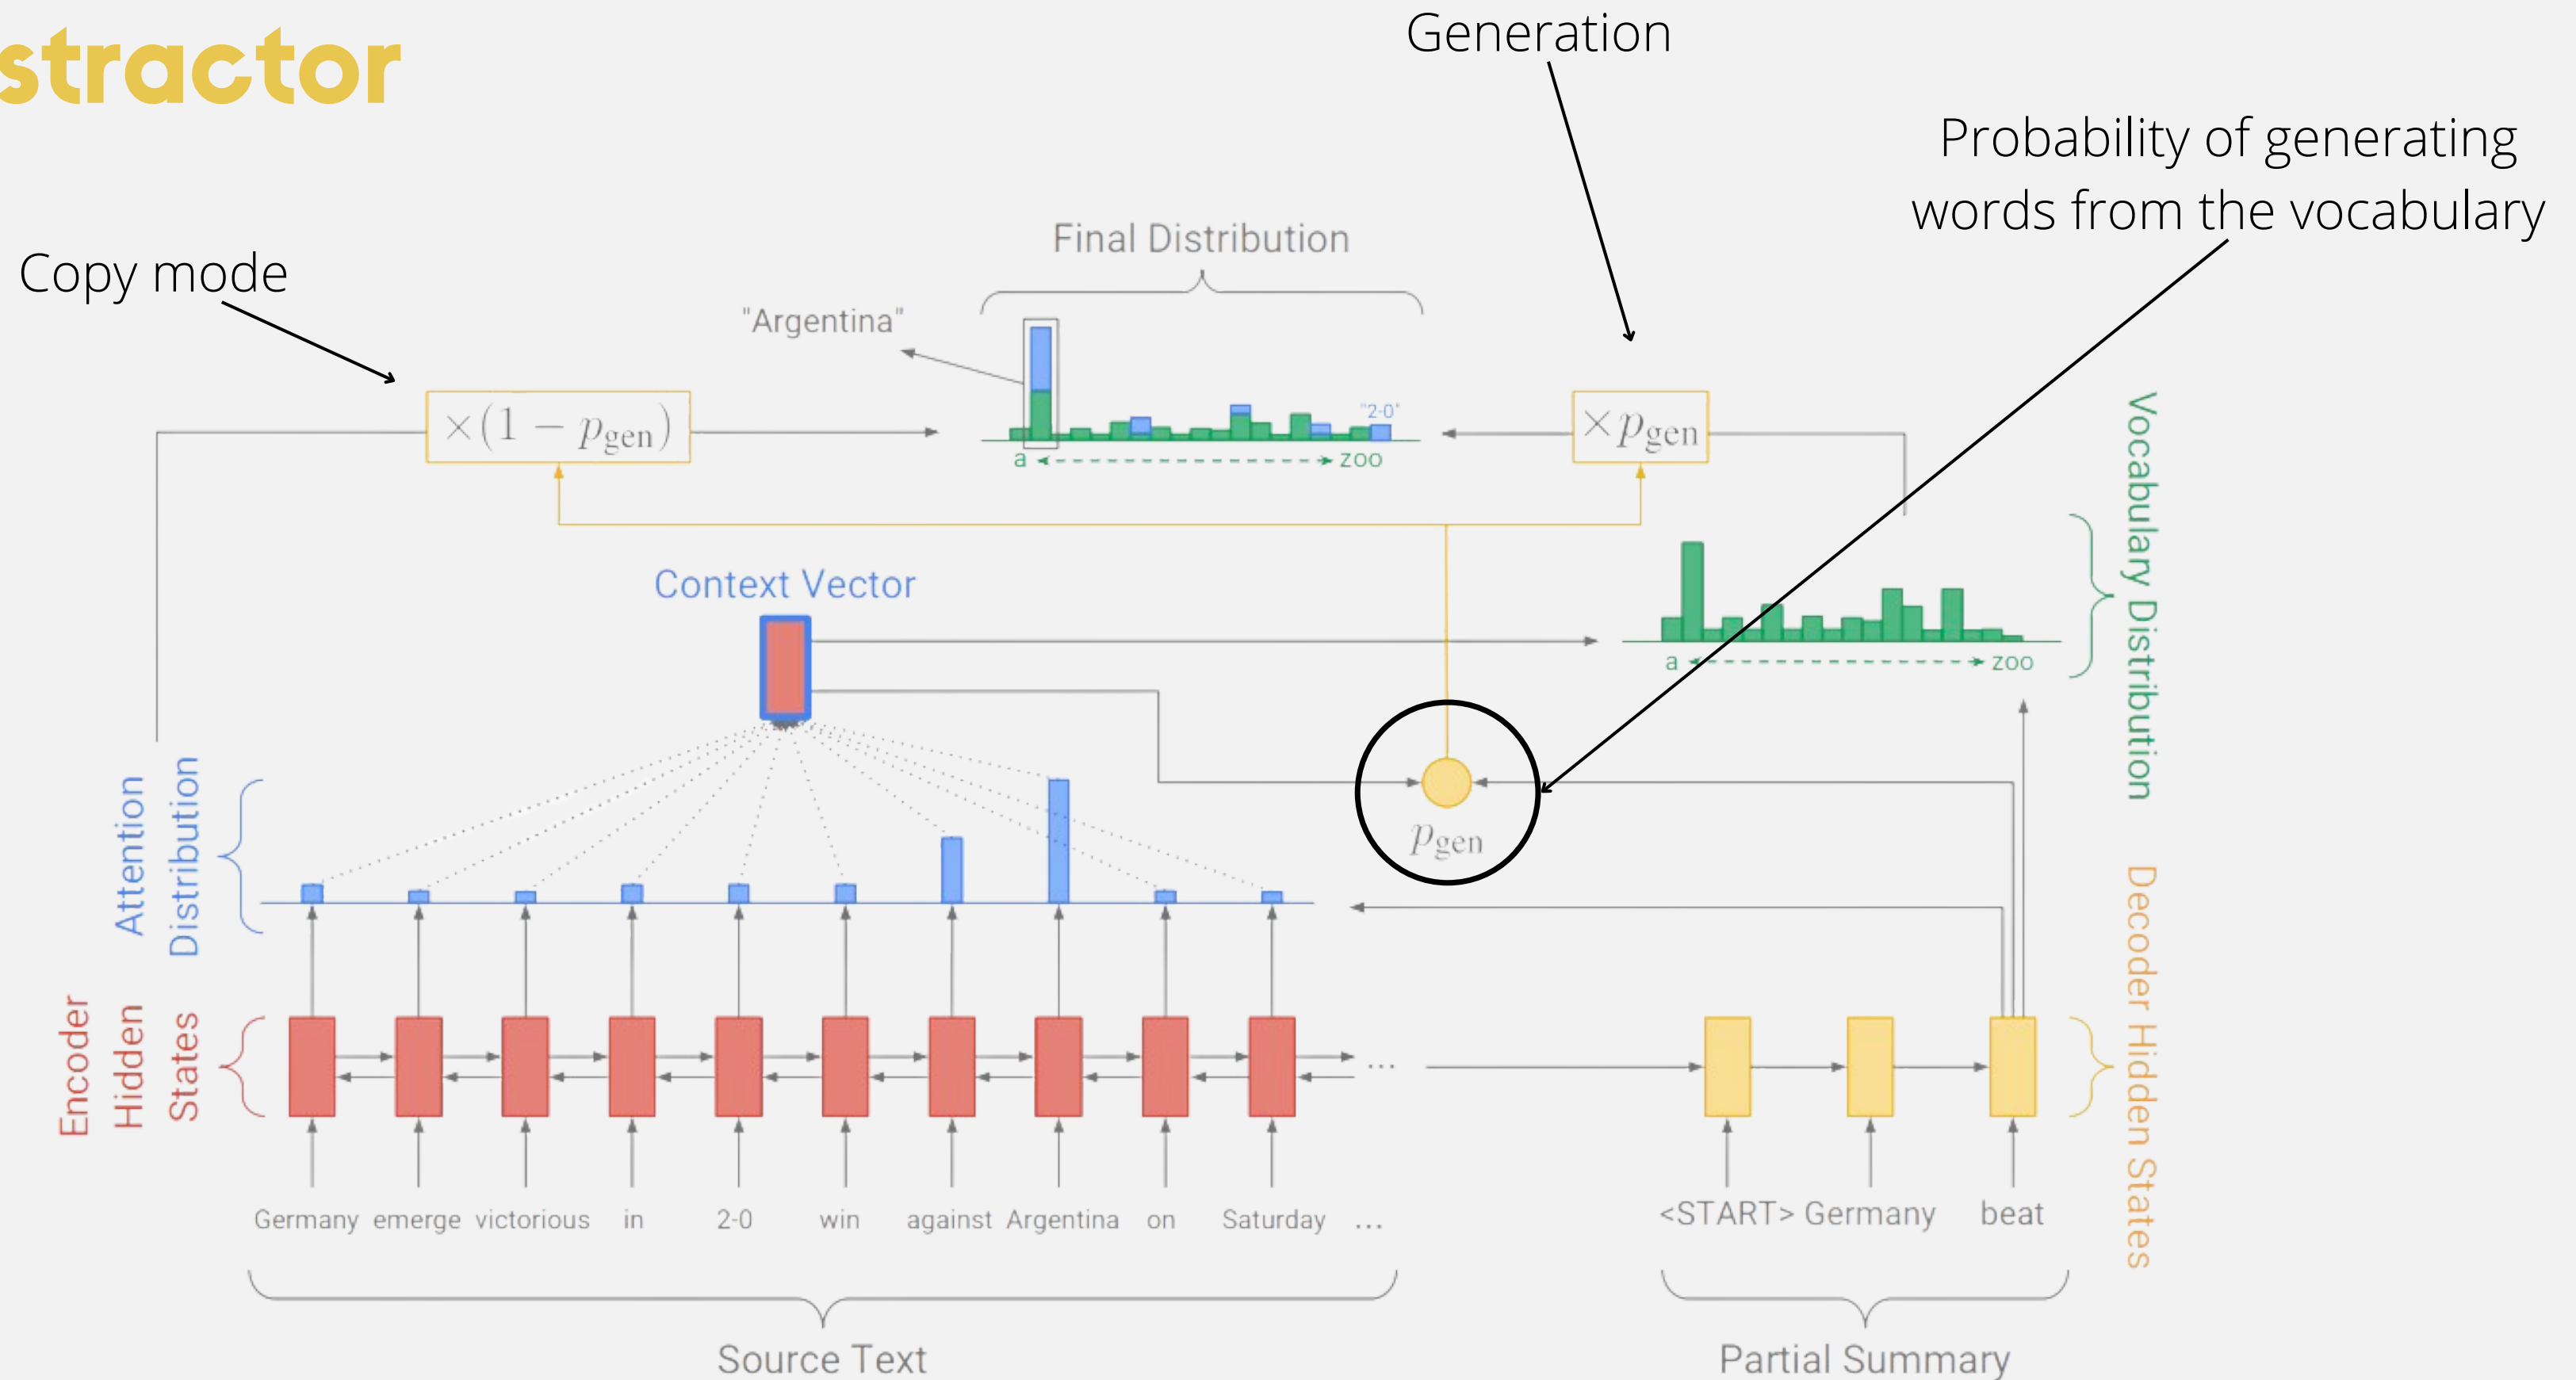 stractor
Generation
Probability of generating
words from the vocabulary
Copy mode
Final Distribution
"Argentina"
×(1 − pgen)
×pgen
"2-0"
a
zoo
Context Vector
Vocabulary Distribution
a
zoo
pgen
Attention
Distribution
Encoder
Hidden
States
Decoder Hidden States
...
Germany emerge victorious in 2-0 win against Argentina on Saturday ...
<START> Germany beat
Source Text
Partial Summary